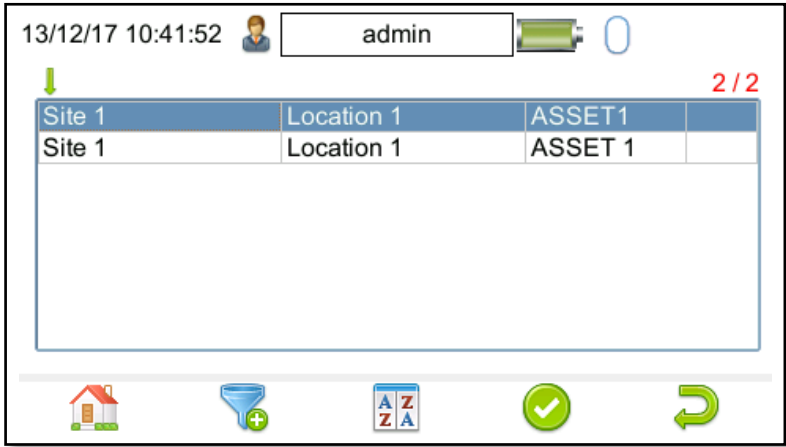 13/12/17 10:41:52 admin
2 / 2
Site 1 Location 1 ASSET1
Site 1 Location 1 ASSET 1
A Z
Z A